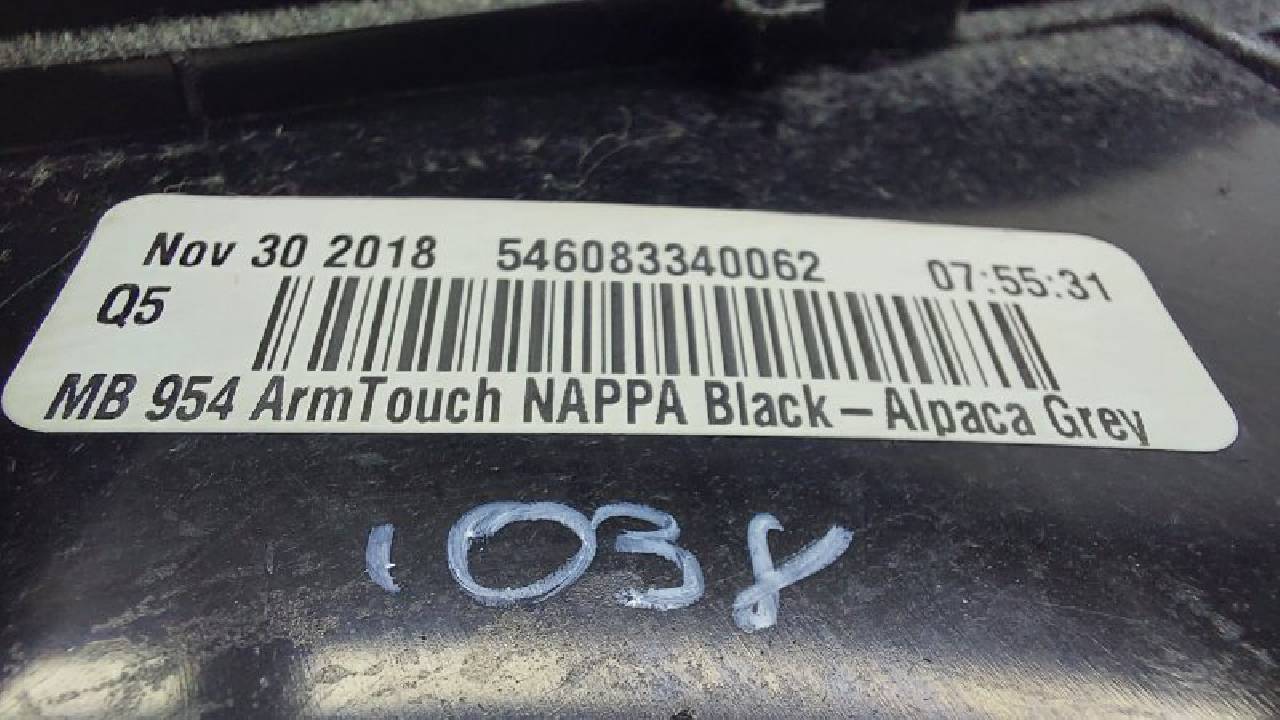 Nov 30 2018 546083340062 07:55:31
Q5
MB 954 ArmTouch NAPPA Black – Alpaca Grey
1038